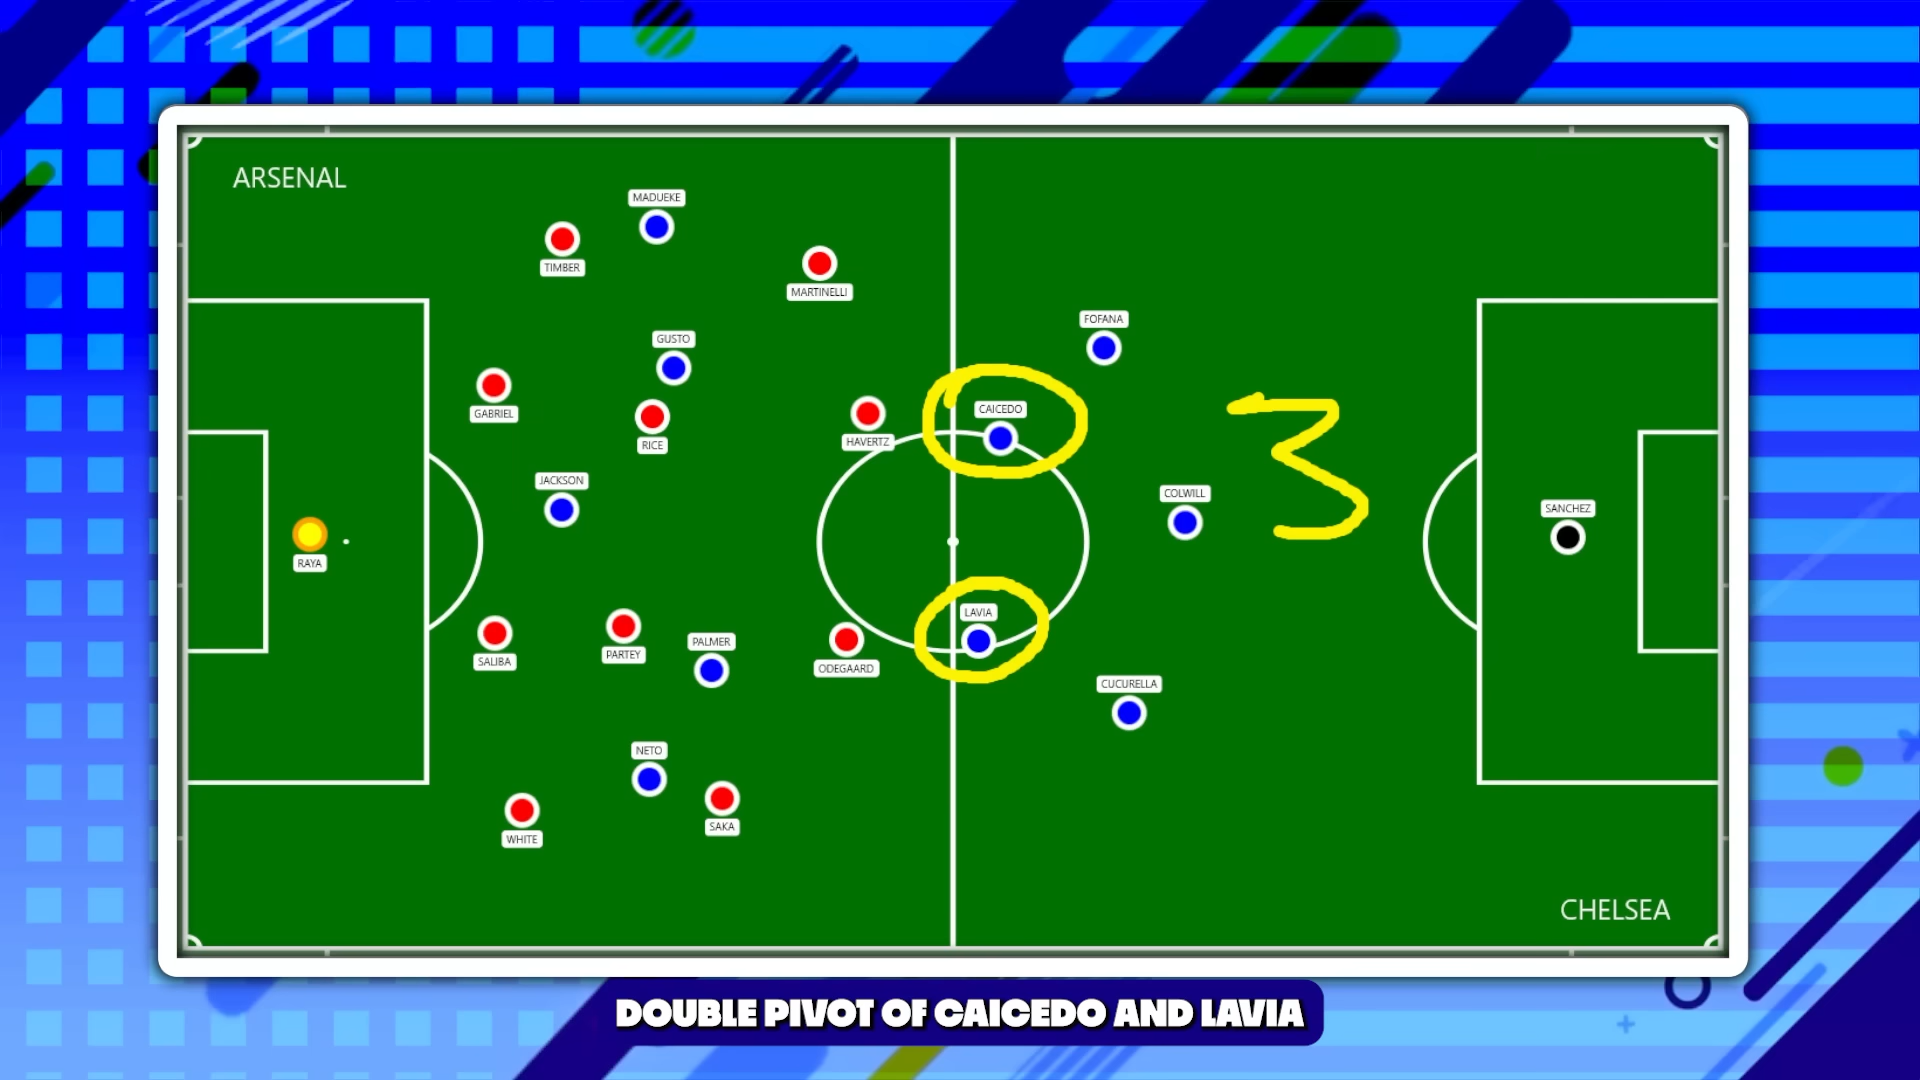 ARSENAL
MADUEKE
TIMBER
MARTINELLI
FOFANA
GUSTO
GABRIEL
RICE
HAVERTZ
CAICEDO
3
JACKSON
COLWILL
SANCHEZ
RAYA
LAVIA
SALIBA
PARTEY
PALMER
ODEGAARD
CUCURELLA
NETO
WHITE
SAKA
CHELSEA
DOUBLE PIVOT OF CAICEDO AND LAVIA